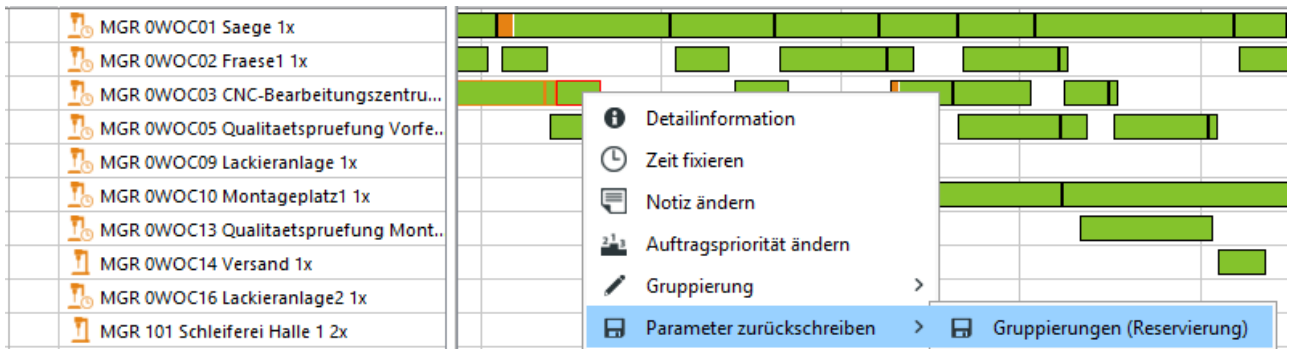 MGR 0WOC01 Saege 1x
MGR 0WOC02 Fraese1 1x
MGR 0WOC03 CNC-Bearbeitungszentru...
MGR 0WOC05 Qualitaetspruefung Vorfe...
MGR 0WOC09 Lackieranlage 1x
MGR 0WOC10 Montageplatz1 1x
MGR 0WOC13 Qualitaetspruefung Mont...
MGR 0WOC14 Versand 1x
MGR 0WOC16 Lackieranlage2 1x
MGR 101 Schleiferei Halle 1 2x
Detailinformation
Zeit fixieren
Notiz ändern
Auftragspriorität ändern
Gruppierung
Parameter zurückschreiben
Gruppierungen (Reservierung)